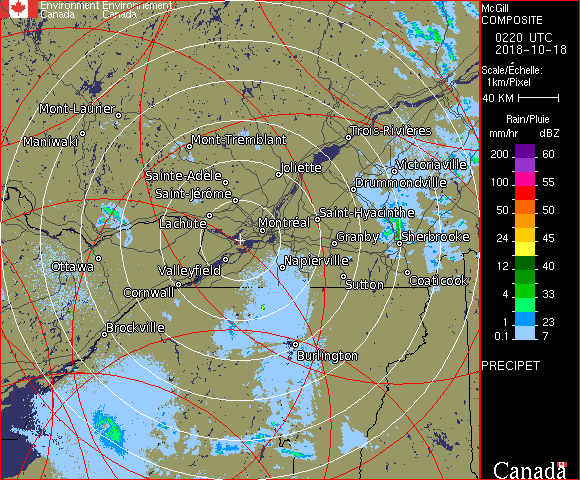 Environment Environnement
Canada Canada
McGill
COMPOSITE
0220 UTC
2018-10-18
Scale/Échelle:
1km/Pixel
40 KM
Rain/Pluie
mm/hr dBZ
200 60
100 55
50 50
24 45
12 40
4 33
1 23
0.1 7
PRECIPET
Canada
Mont-Laurier
Maniwaki
Mont-Tremblant
Trois-Rivières
Sainte-Adèle
Joliette
Victoriaville
Saint-Jérôme
Drummondville
Lachute
Montréal
Saint-Hyacinthe
Granby
Sherbrooke
Ottawa
Valleyfield
Napierville
Cornwall
Sutton
Coaticook
Brockville
Burlington